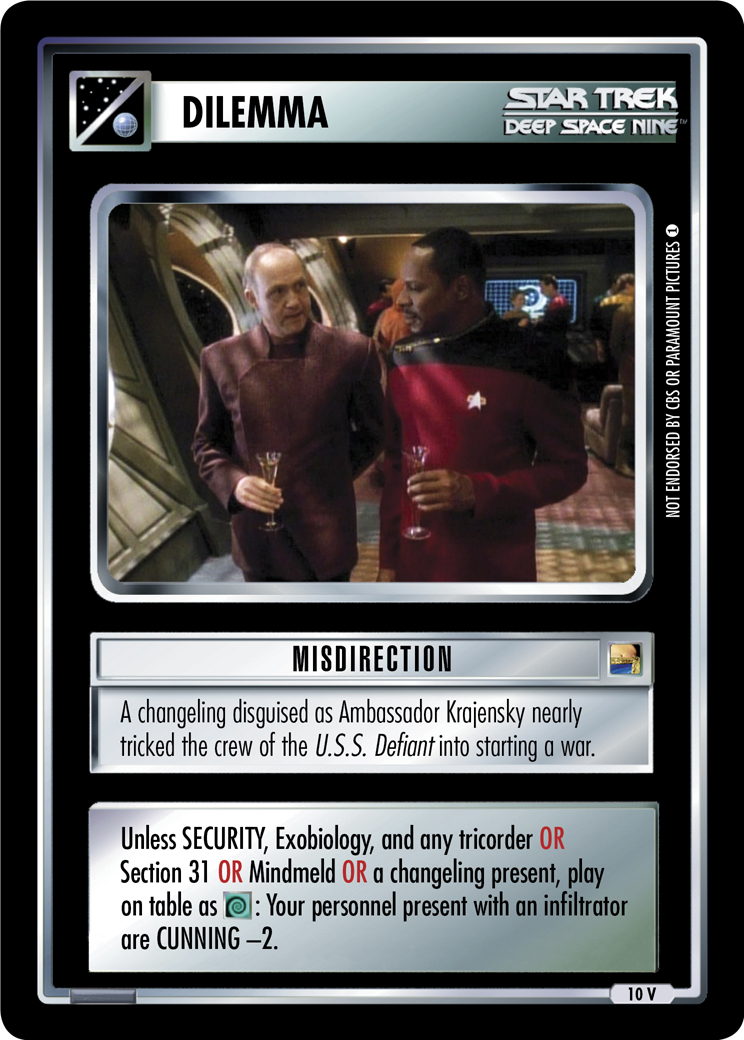 DILEMMA
STAR TREK
DEEP SPACE NINE™
NOT ENDORSED BY CBS OR PARAMOUNT PICTURES 1
MISDIRECTION
A changeling disguised as Ambassador Krajensky nearly
tricked the crew of the U.S.S. Defiant into starting a war.
Unless SECURITY, Exobiology, and any tricorder OR
Section 31 OR Mindmeld OR a changeling present, play
on table as : Your personnel present with an infiltrator
are CUNNING –2.
10 V